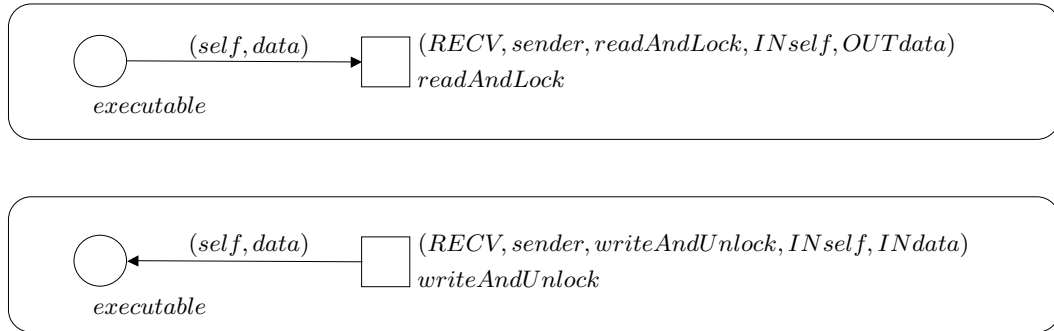 (self, data)
(RECV, sender, readAndLock, INself, OUTdata)
readAndLock
executable
(self, data)
(RECV, sender, writeAndUnlock, INself, INdata)
writeAndUnlock
executable